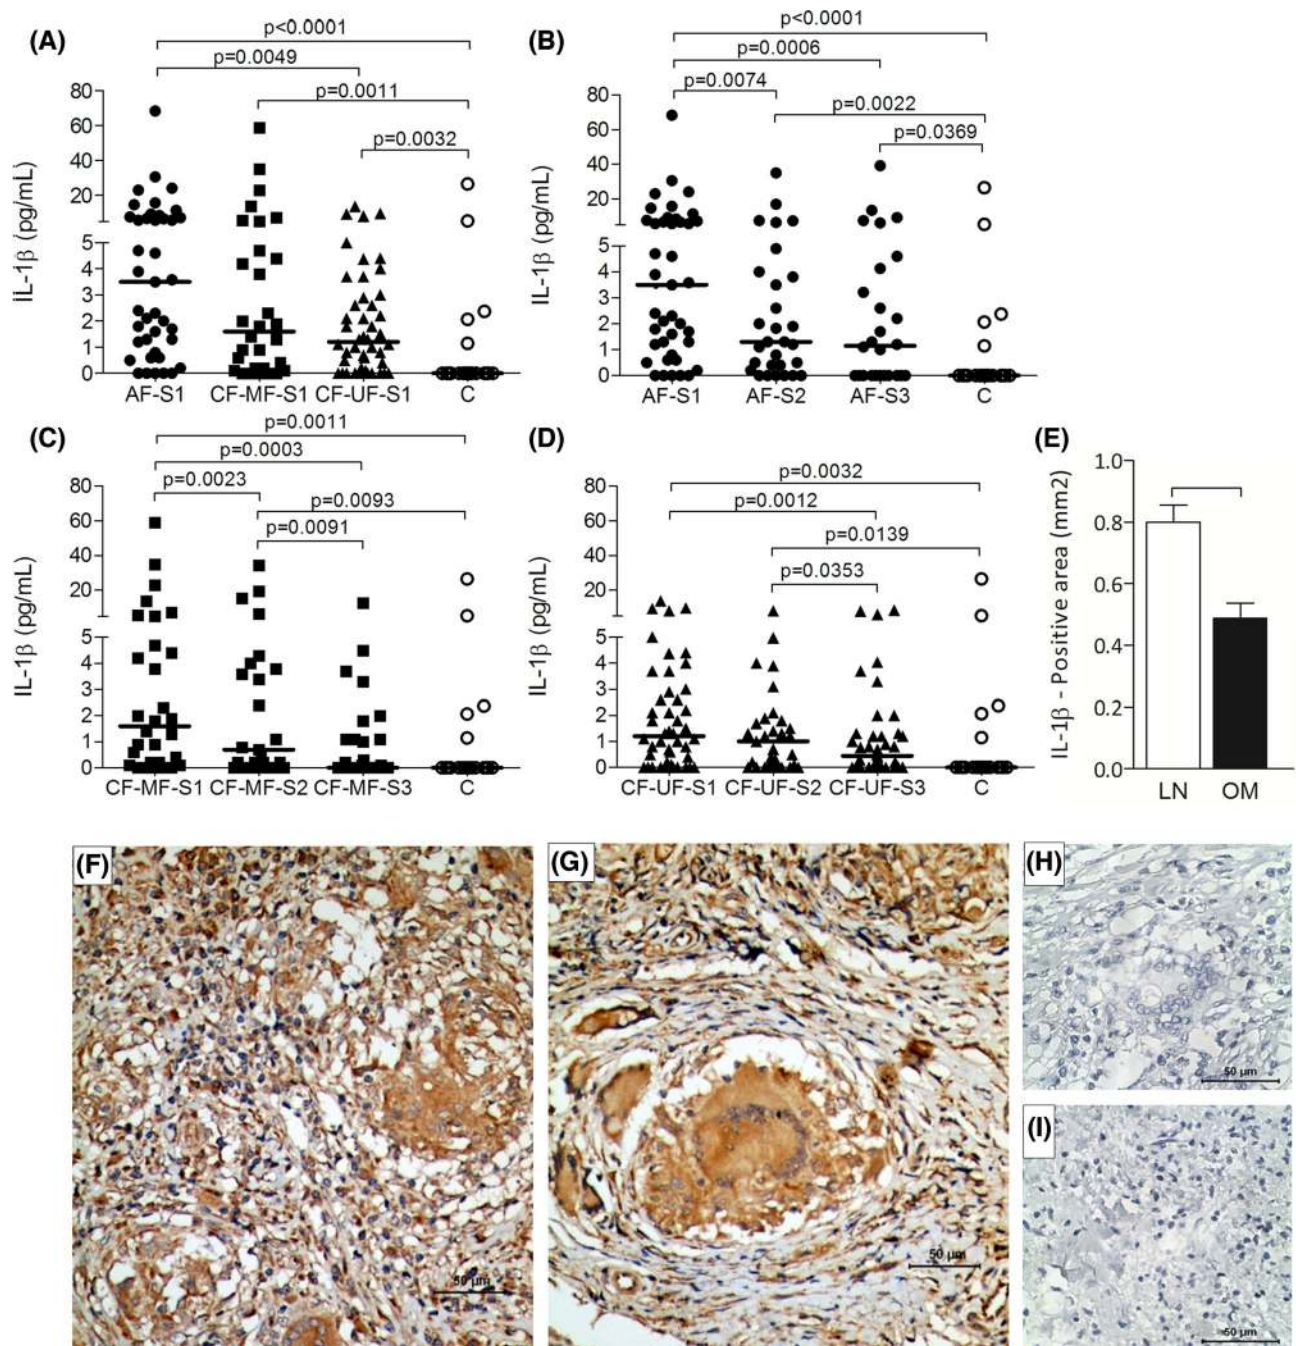 (A)
p<0.0001
p=0.0049
p=0.0011
p=0.0032
IL-1β (pg/mL)
80
60
40
20
5
4
3
2
1
0
AF-S1 CF-MF-S1 CF-UF-S1 C
(B)
p<0.0001
p=0.0006
p=0.0074
p=0.0022
p=0.0369
IL-1β (pg/mL)
80
60
40
20
5
4
3
2
1
0
AF-S1 AF-S2 AF-S3 C
(C)
p=0.0011
p=0.0003
p=0.0023
p=0.0093
p=0.0091
IL-1β (pg/mL)
80
60
40
20
5
4
3
2
1
0
CF-MF-S1 CF-MF-S2 CF-MF-S3 C
(D)
p=0.0032
p=0.0012
p=0.0139
p=0.0353
IL-1β (pg/mL)
80
60
40
20
5
4
3
2
1
0
CF-UF-S1 CF-UF-S2 CF-UF-S3 C
(E)
IL-1β - Positive area (mm2)
1.0
0.8
0.6
0.4
0.2
0.0
LN OM
(F)
50 µm
(G)
50 µm
(H)
50 µm
(I)
50 µm